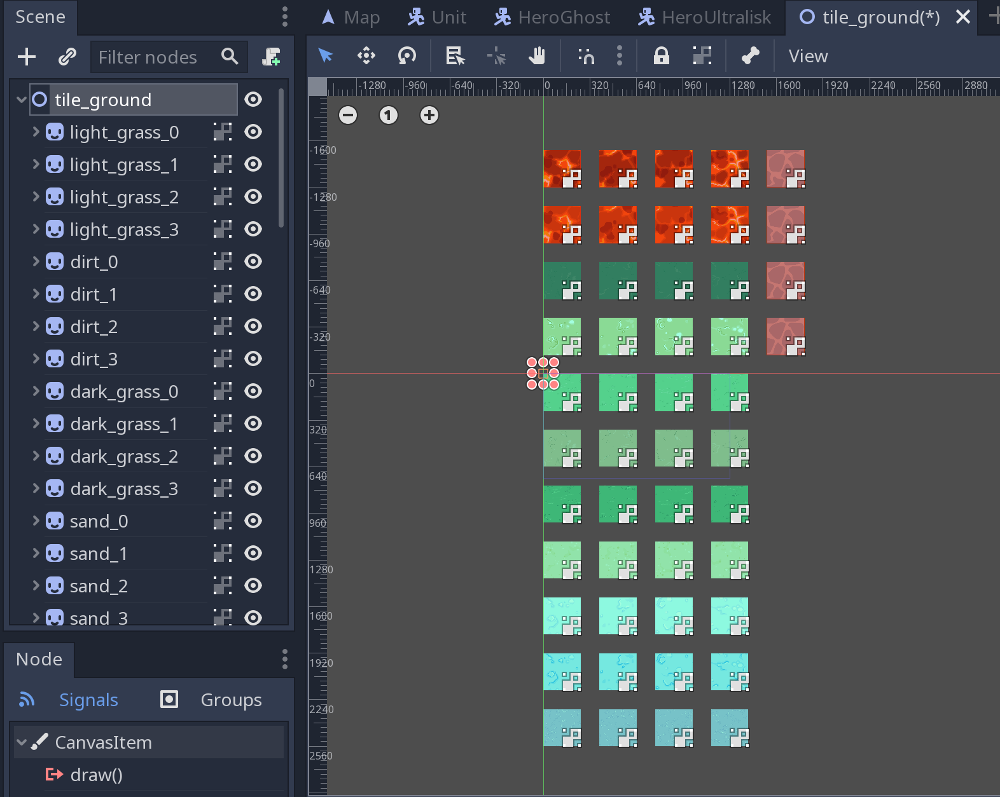 Scene
Map
Unit
HeroGhost
HeroUltralisk
tile_ground(*)
Filter nodes
View
tile_ground
light_grass_0
light_grass_1
light_grass_2
light_grass_3
dirt_0
dirt_1
dirt_2
dirt_3
dark_grass_0
dark_grass_1
dark_grass_2
dark_grass_3
sand_0
sand_1
sand_2
sand_3
-1280 -960 -640 -320 0 320 640 960 1280 1600 1920 2240 2560 2880
1
-1600
-1280
-960
-640
-320
0
320
640
960
1280
1600
1920
2240
2560
Node
Signals
Groups
CanvasItem
draw()